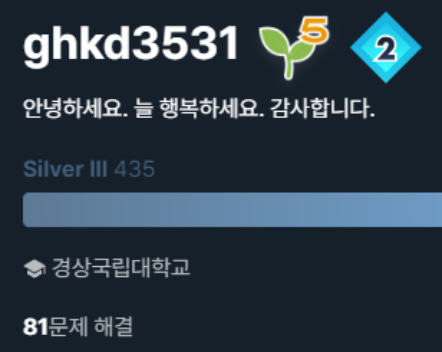 ghkd3531 5 2
안녕하세요. 늘 행복하세요. 감사합니다.
Silver III 435
경상국립대학교
81문제 해결